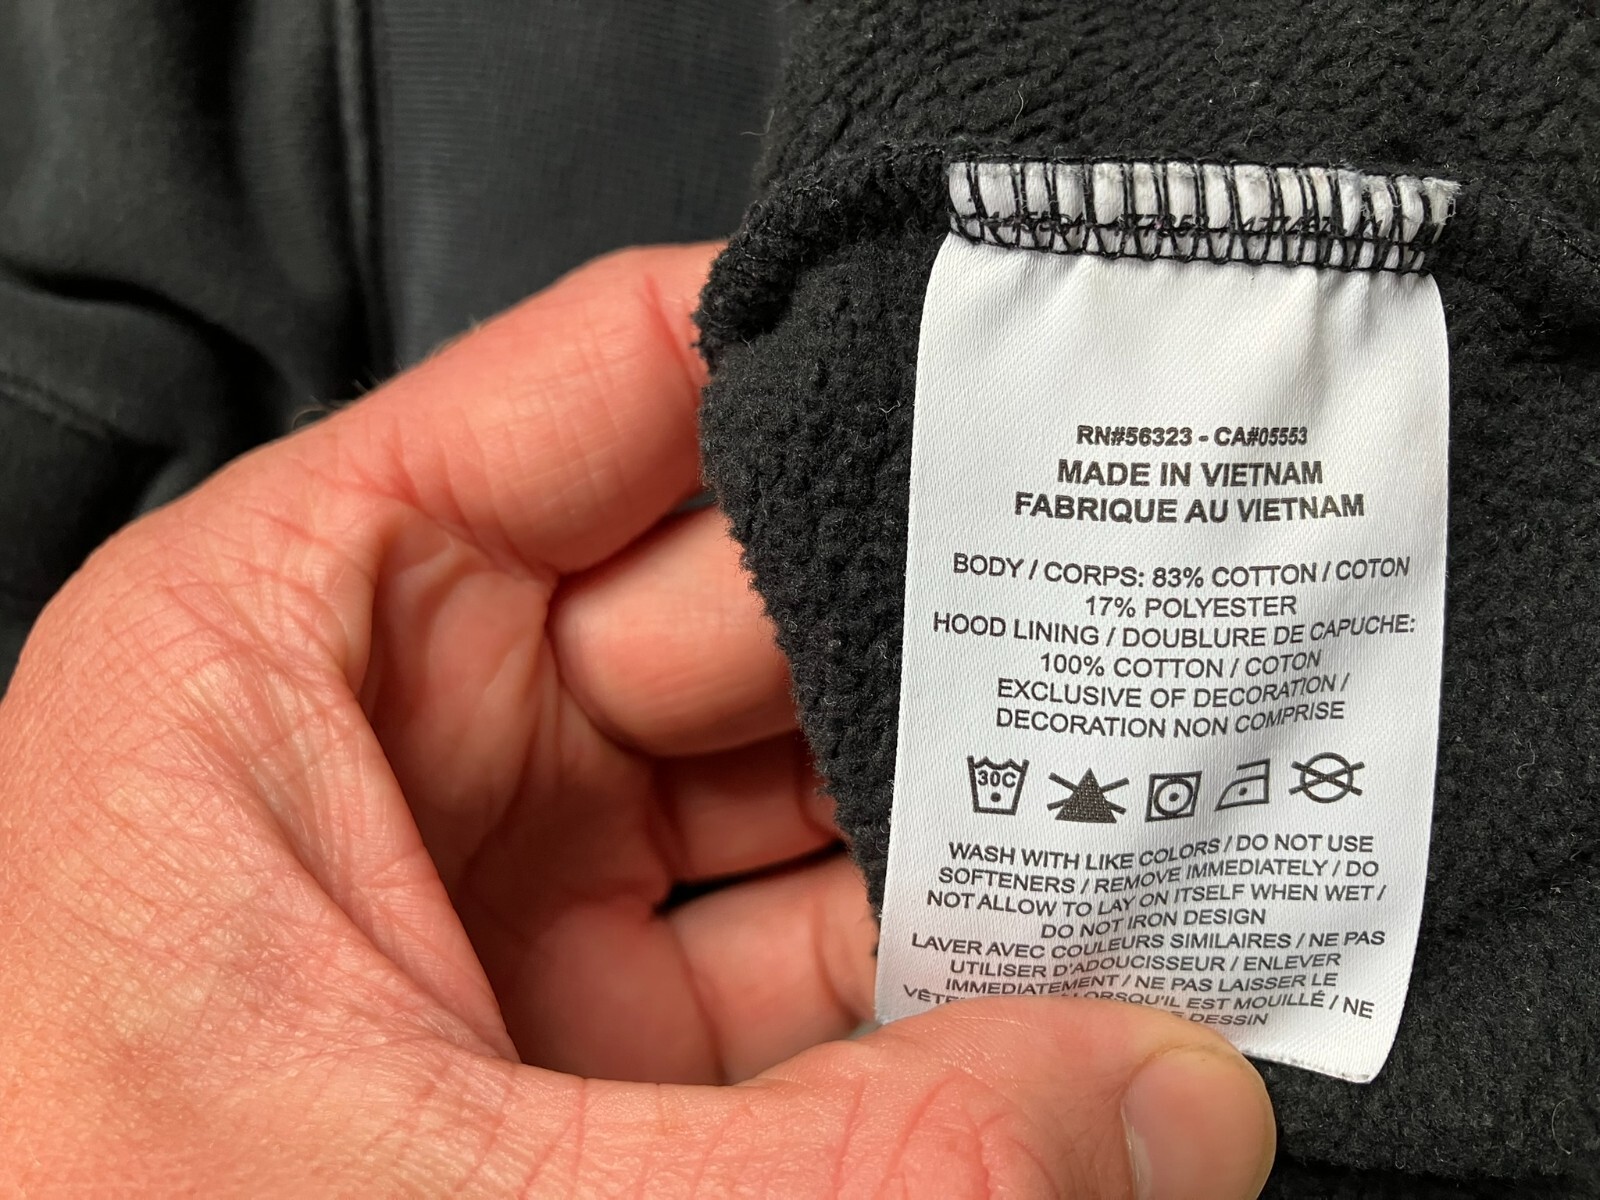 RN#56323 - CA#05553
MADE IN VIETNAM
FABRIQUE AU VIETNAM
BODY / CORPS: 83% COTTON / COTON
17% POLYESTER
HOOD LINING / DOUBLURE DE CAPUCHE:
100% COTTON / COTON
EXCLUSIVE OF DECORATION /
DECORATION NON COMPRISE
30C
WASH WITH LIKE COLORS / DO NOT USE
SOFTENERS / REMOVE IMMEDIATELY / DO
NOT ALLOW TO LAY ON ITSELF WHEN WET /
DO NOT IRON DESIGN
LAVER AVEC COULEURS SIMILAIRES / NE PAS
UTILISER D'ADOUCISSEUR / ENLEVER
IMMEDIATEMENT / NE PAS LAISSER LE
LORSQU'IL EST MOUILLÉ / NE
DESSIN